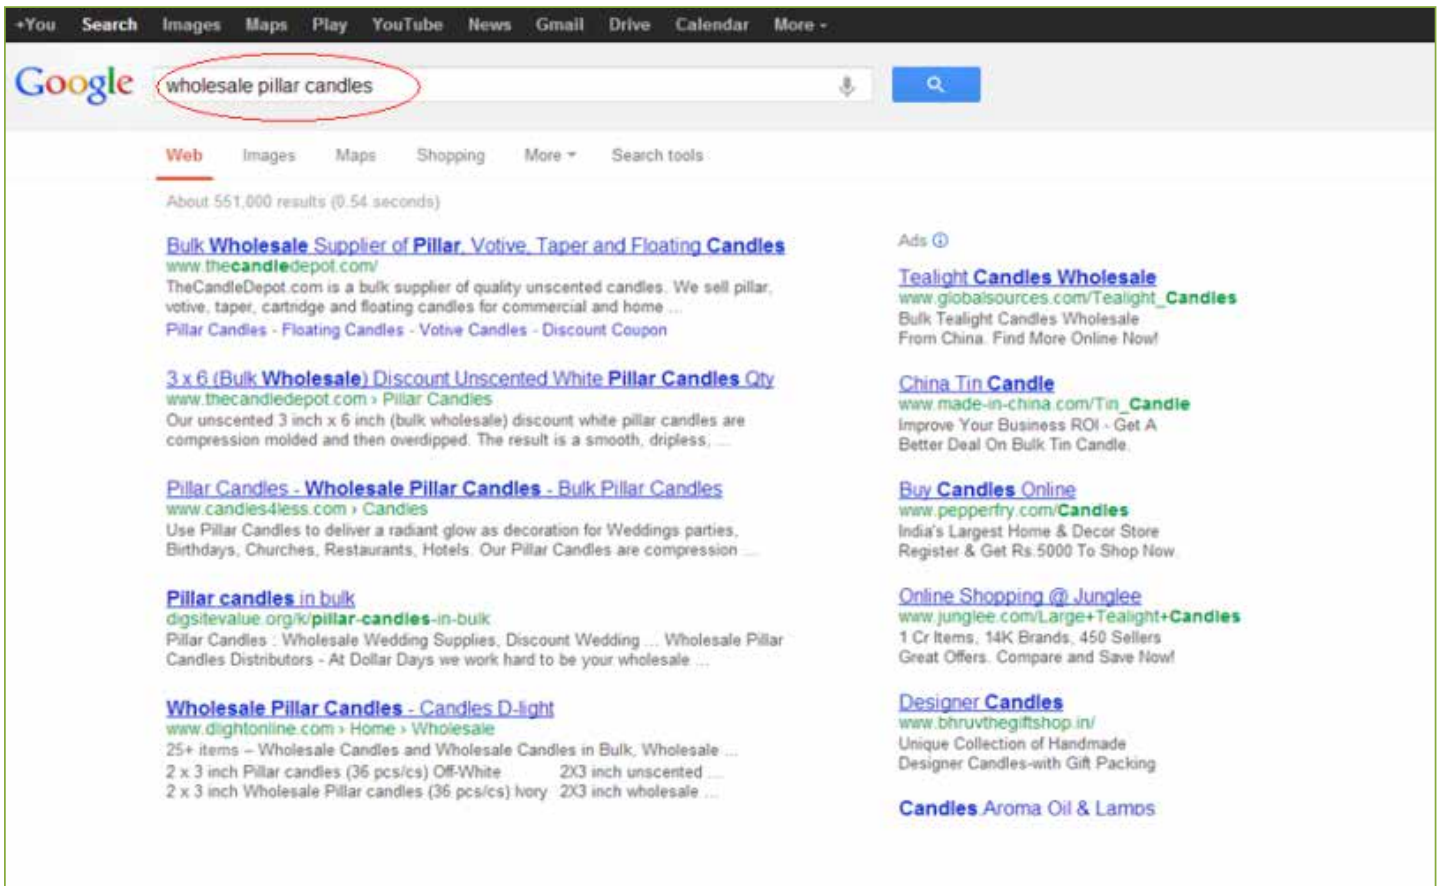 +You Search Images Maps Play YouTube News Gmail Drive Calendar More
Google wholesale pillar candles
Web Images Maps Shopping More Search tools
About 551,000 results (0.54 seconds)
Bulk Wholesale Supplier of Pillar, Votive, Taper and Floating Candles
www.thecandledepot.com/
TheCandleDepot.com is a bulk supplier of quality unscented candles. We sell pillar,
votive, taper, cartridge and floating candles for commercial and home ...
Pillar Candles - Floating Candles - Votive Candles - Discount Coupon
3 x 6 (Bulk Wholesale) Discount Unscented White Pillar Candles Qty
www.thecandledepot.com › Pillar Candles
Our unscented 3 inch x 6 inch (bulk wholesale) discount white pillar candles are
compression molded and then overdipped. The result is a smooth, dripless, ...
Pillar Candles - Wholesale Pillar Candles - Bulk Pillar Candles
www.candles4less.com › Candles
Use Pillar Candles to deliver a radiant glow as decoration for Weddings parties,
Birthdays, Churches, Restaurants, Hotels. Our Pillar Candles are compression ...
Pillar candles in bulk
digsitevalue.org/k/pillar-candles-in-bulk
Pillar Candles : Wholesale Wedding Supplies, Discount Wedding ... Wholesale Pillar
Candles Distributors - At Dollar Days we work hard to be your wholesale ...
Wholesale Pillar Candles - Candles D-light
www.dlightonline.com › Home › Wholesale
25+ items – Wholesale Candles and Wholesale Candles in Bulk, Wholesale ...
2 x 3 inch Pillar candles (36 pcs/cs) Off-White 2X3 inch unscented ...
2 x 3 inch Wholesale Pillar candles (36 pcs/cs) Ivory 2X3 inch wholesale ...
Ads
Tealight Candles Wholesale
www.globalsources.com/Tealight_Candles
Bulk Tealight Candles Wholesale
From China. Find More Online Now!
China Tin Candle
www.made-in-china.com/Tin_Candle
Improve Your Business ROI - Get A
Better Deal On Bulk Tin Candle.
Buy Candles Online
www.pepperfry.com/Candles
India's Largest Home & Decor Store
Register & Get Rs.5000 To Shop Now.
Online Shopping @ Junglee
www.junglee.com/Large+Tealight+Candles
1 Cr Items, 14K Brands, 450 Sellers
Great Offers. Compare and Save Now!
Designer Candles
www.bhruvthegiftshop.in/
Unique Collection of Handmade
Designer Candles-with Gift Packing
Candles Aroma Oil & Lamps